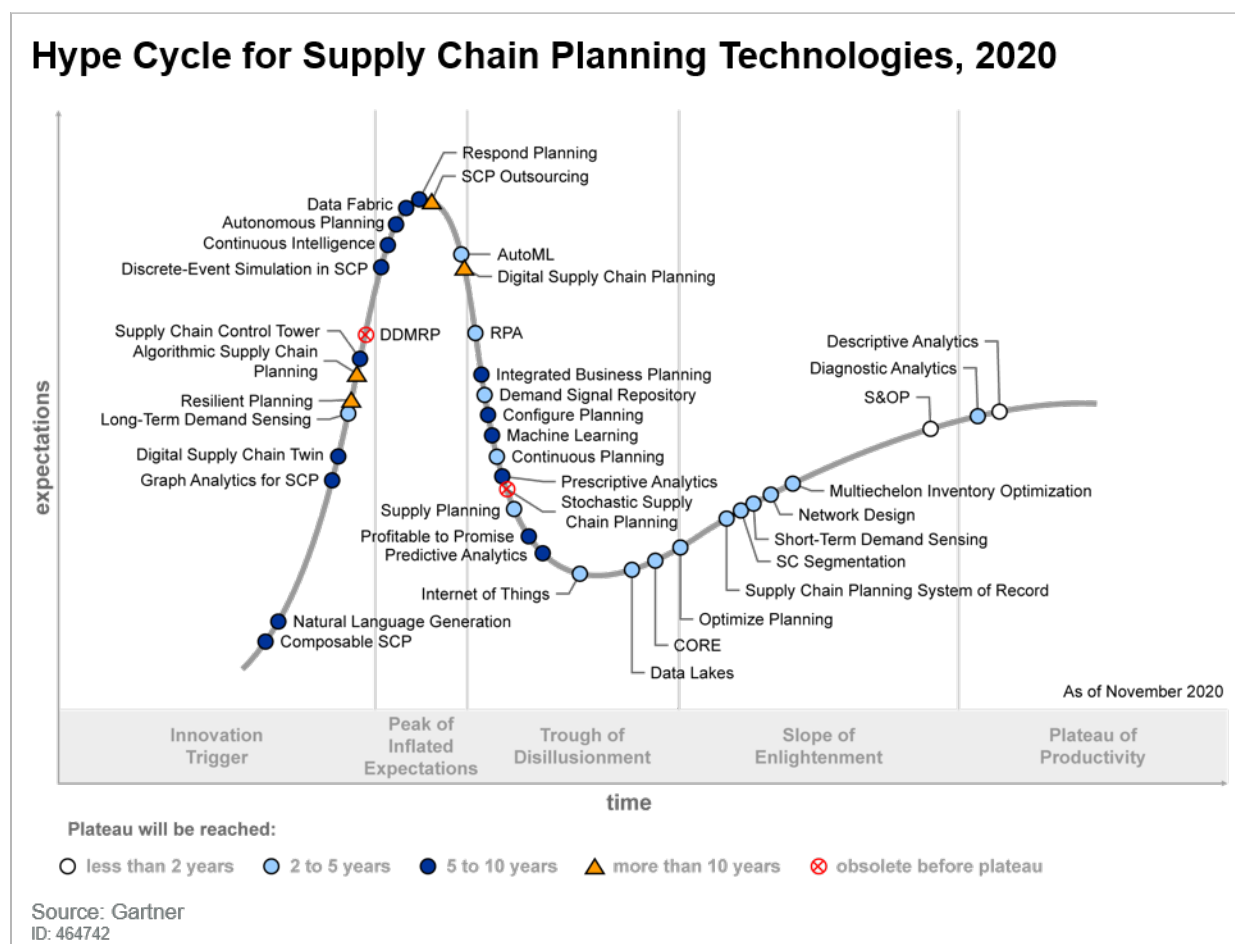 Hype Cycle for Supply Chain Planning Technologies, 2020
expectations
Respond Planning
SCP Outsourcing
Data Fabric
Autonomous Planning
Continuous Intelligence
Discrete-Event Simulation in SCP
AutoML
Digital Supply Chain Planning
Supply Chain Control Tower
DDMRP
Algorithmic Supply Chain
Planning
Resilient Planning
Long-Term Demand Sensing
Digital Supply Chain Twin
Graph Analytics for SCP
Natural Language Generation
Composable SCP
RPA
Integrated Business Planning
Demand Signal Repository
Configure Planning
Machine Learning
Continuous Planning
Prescriptive Analytics
Stochastic Supply
Chain Planning
Supply Planning
Profitable to Promise
Predictive Analytics
Internet of Things
Descriptive Analytics
Diagnostic Analytics
S&OP
Multiechelon Inventory Optimization
Network Design
Short-Term Demand Sensing
SC Segmentation
Supply Chain Planning System of Record
Optimize Planning
CORE
Data Lakes
As of November 2020
Innovation
Trigger
Peak of
Inflated
Expectations
Trough of
Disillusionment
Slope of
Enlightenment
Plateau of
Productivity
time
Plateau will be reached:
less than 2 years
2 to 5 years
5 to 10 years
more than 10 years
obsolete before plateau
Source: Gartner
ID: 464742